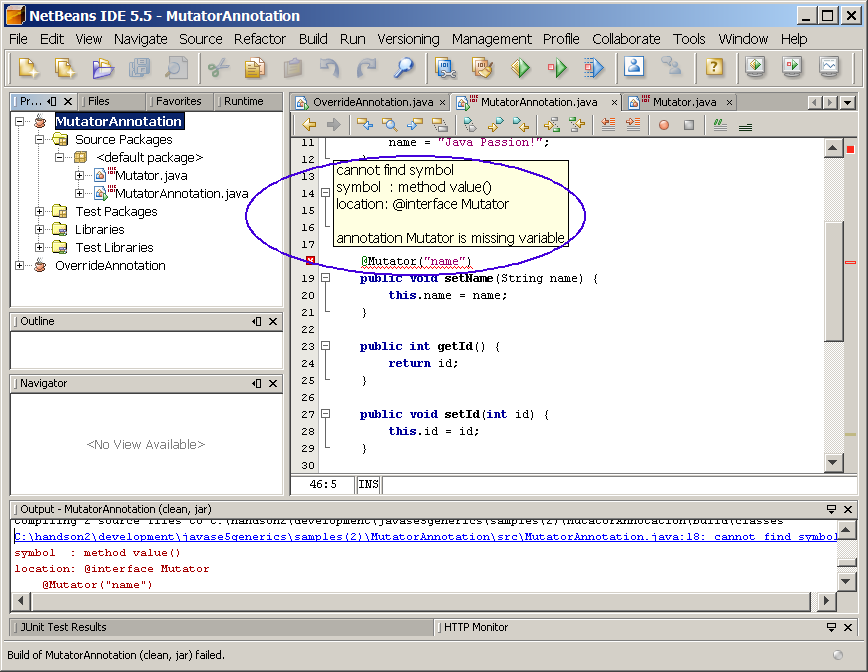 NetBeans IDE 5.5 - MutatorAnnotation
File Edit View Navigate Source Refactor Build Run Versioning Management Profile Collaborate Tools Window Help
Pr... Files Favorites Runtime
MutatorAnnotation
Source Packages
<default package>
Mutator.java
MutatorAnnotation.java
Test Packages
Libraries
Test Libraries
OverrideAnnotation
Outline
Navigator
<No View Available>
OverrideAnnotation.java MutatorAnnotation.java Mutator.java
11 name = "Java Passion!";
12
13 cannot find symbol
14 symbol : method value()
15 location: @interface Mutator
16
17 annotation Mutator is missing variable
@Mutator("name")
19 public void setName(String name) {
20 this.name = name;
21 }
22
23 public int getId() {
24 return id;
25 }
26
27 public void setId(int id) {
28 this.id = id;
29 }
30
46:5 INS
Output - MutatorAnnotation (clean, jar)
Compiling 2 source files to C:\handson2\development\javase5generics\samples(2)\MutatorAnnotation\build\classes
C:\handson2\development\javase5generics\samples(2)\MutatorAnnotation\src\MutatorAnnotation.java:18: cannot find symbol
symbol : method value()
location: @interface Mutator
@Mutator("name")
JUnit Test Results HTTP Monitor
Build of MutatorAnnotation (clean, jar) failed.